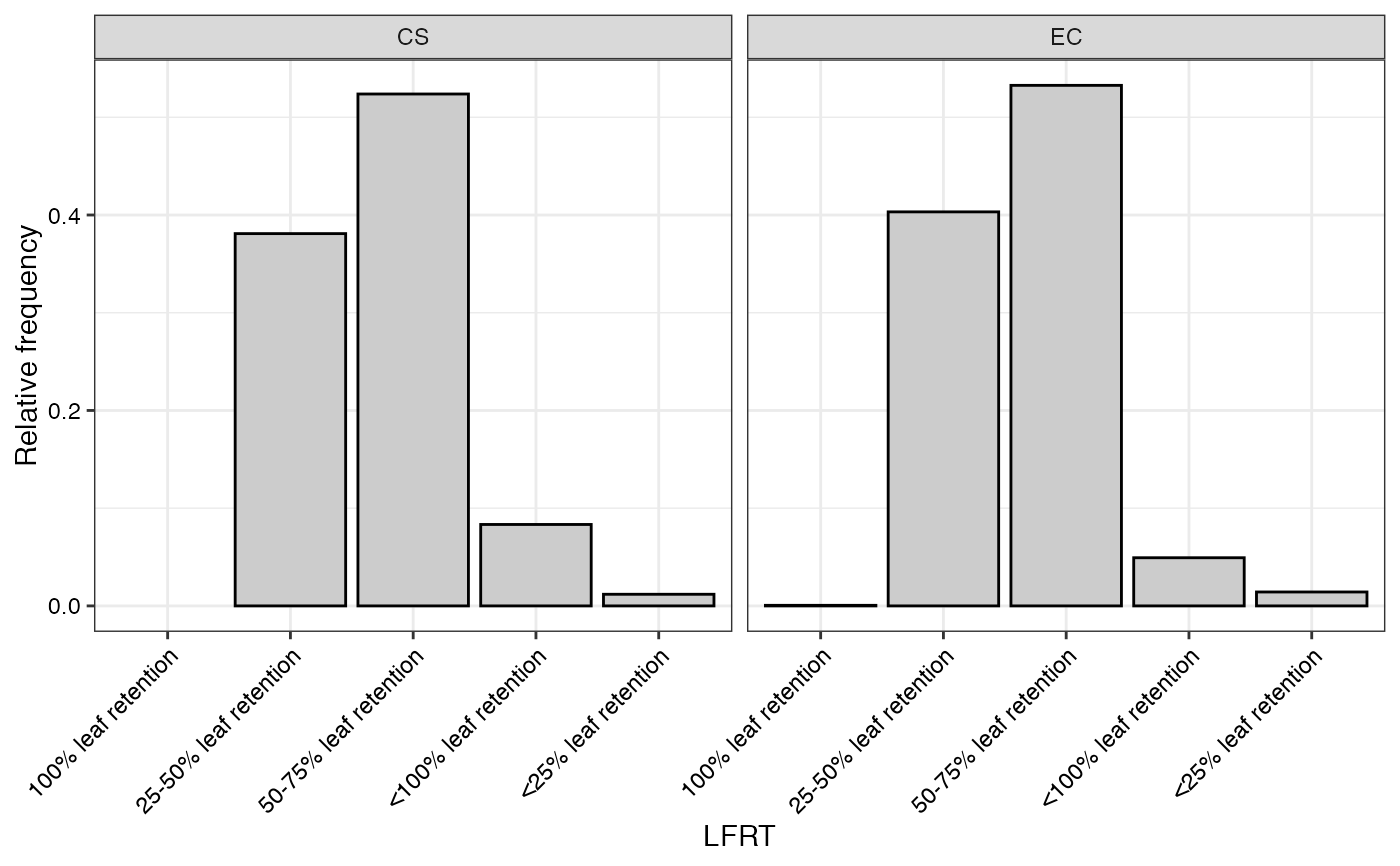 CS
EC
Relative frequency
0.4
0.2
0.0
100% leaf retention
25-50% leaf retention
50-75% leaf retention
<100% leaf retention
<25% leaf retention
100% leaf retention
25-50% leaf retention
50-75% leaf retention
<100% leaf retention
<25% leaf retention
LFRT